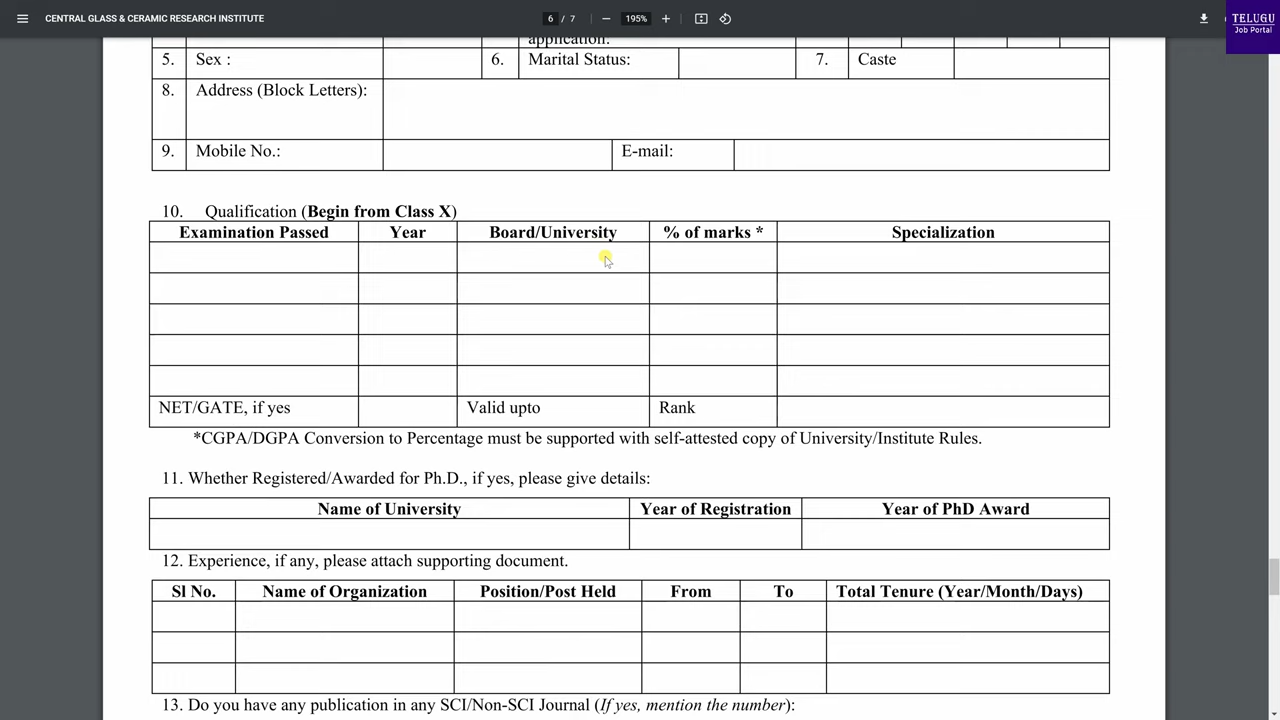 CENTRAL GLASS & CERAMIC RESEARCH INSTITUTE 6 / 7 195% TELUGU
Job Portal
application:
5. Sex : 6. Marital Status: 7. Caste
8. Address (Block Letters):
9. Mobile No.: E-mail:
10. Qualification (Begin from Class X)
Examination Passed Year Board/University % of marks * Specialization
NET/GATE, if yes Valid upto Rank
*CGPA/DGPA Conversion to Percentage must be supported with self-attested copy of University/Institute Rules.
11. Whether Registered/Awarded for Ph.D., if yes, please give details:
Name of University Year of Registration Year of PhD Award
12. Experience, if any, please attach supporting document.
Sl No. Name of Organization Position/Post Held From To Total Tenure (Year/Month/Days)
13. Do you have any publication in any SCI/Non-SCI Journal (If yes, mention the number):